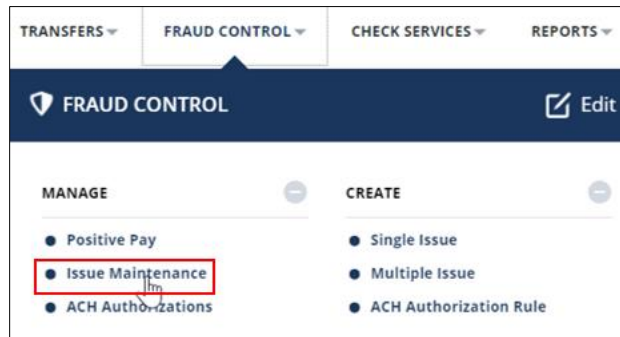 TRANSFERS FRAUD CONTROL CHECK SERVICES REPORTS
FRAUD CONTROL Edit
MANAGE CREATE
Positive Pay Single Issue
Issue Maintenance Multiple Issue
ACH Authorizations ACH Authorization Rule